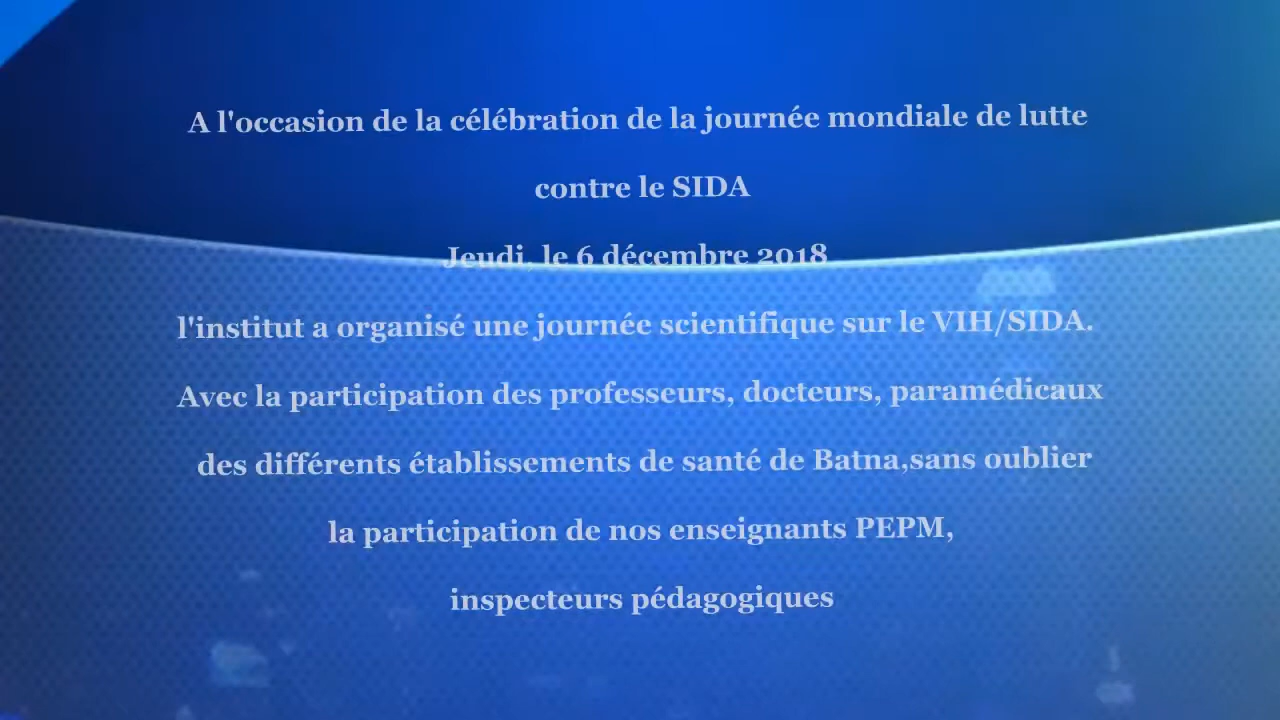 A l'occasion de la célébration de la journée mondiale de lutte
contre le SIDA
Jeudi, le 6 décembre 2018
l'institut a organisé une journée scientifique sur le VIH/SIDA.
Avec la participation des professeurs, docteurs, paramédicaux
des différents établissements de santé de Batna,sans oublier
la participation de nos enseignants PEPM,
inspecteurs pédagogiques